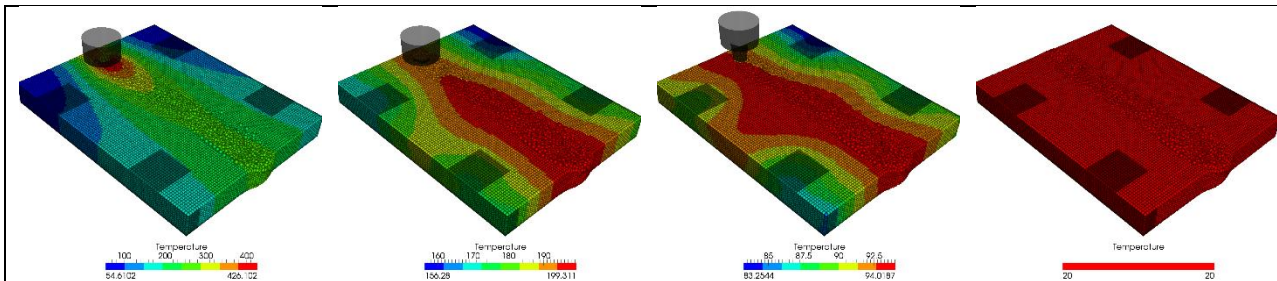 Temperature
100 200 300 400
54.6102 426.102
Temperature
160 170 180 190
156.28 199.311
Temperature
85 87.5 90 92.5
83.2544 94.0187
Temperature
20 20